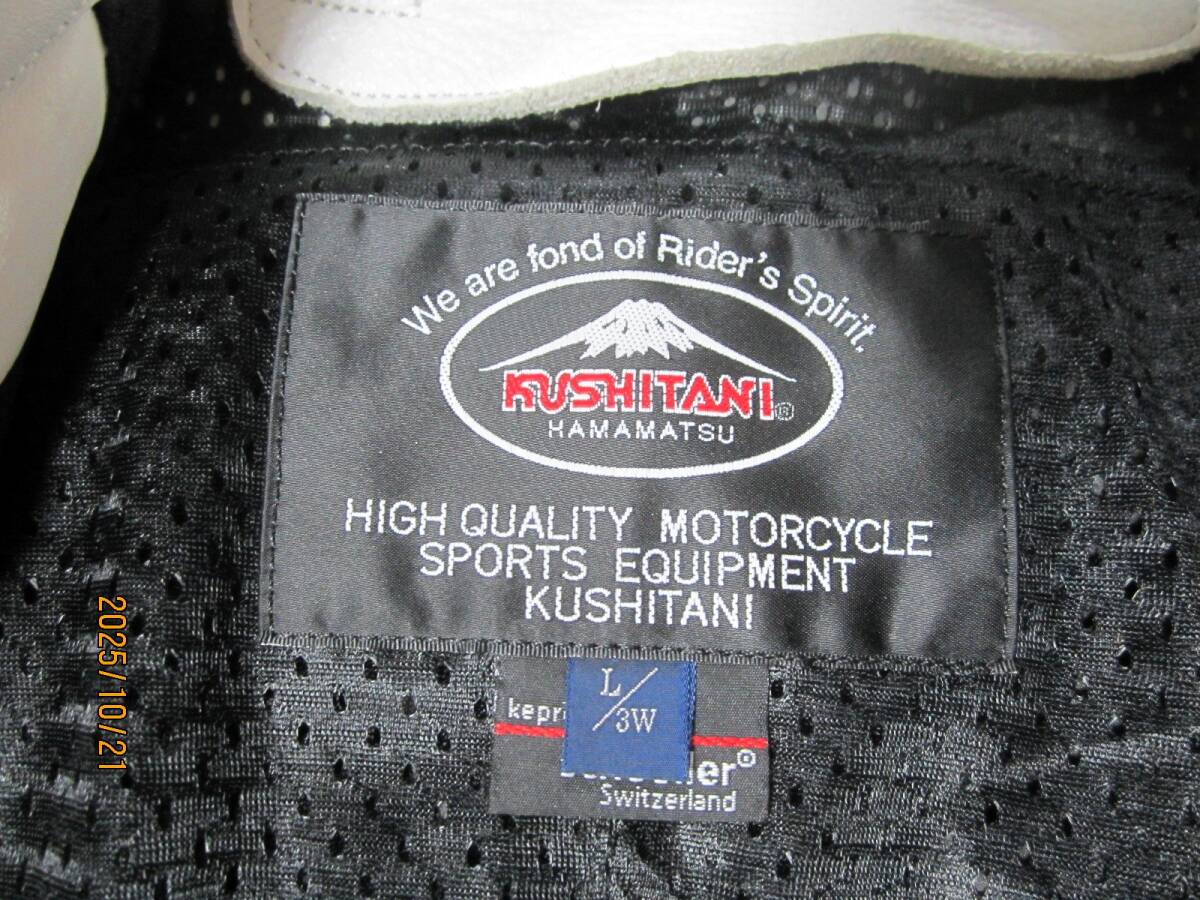 We are fond of Rider's Spirit.
KUSHITANI®
HAMAMATSU
HIGH QUALITY MOTORCYCLE
SPORTS EQUIPMENT
KUSHITANI
L/3W
Switzerland
2025/10/21